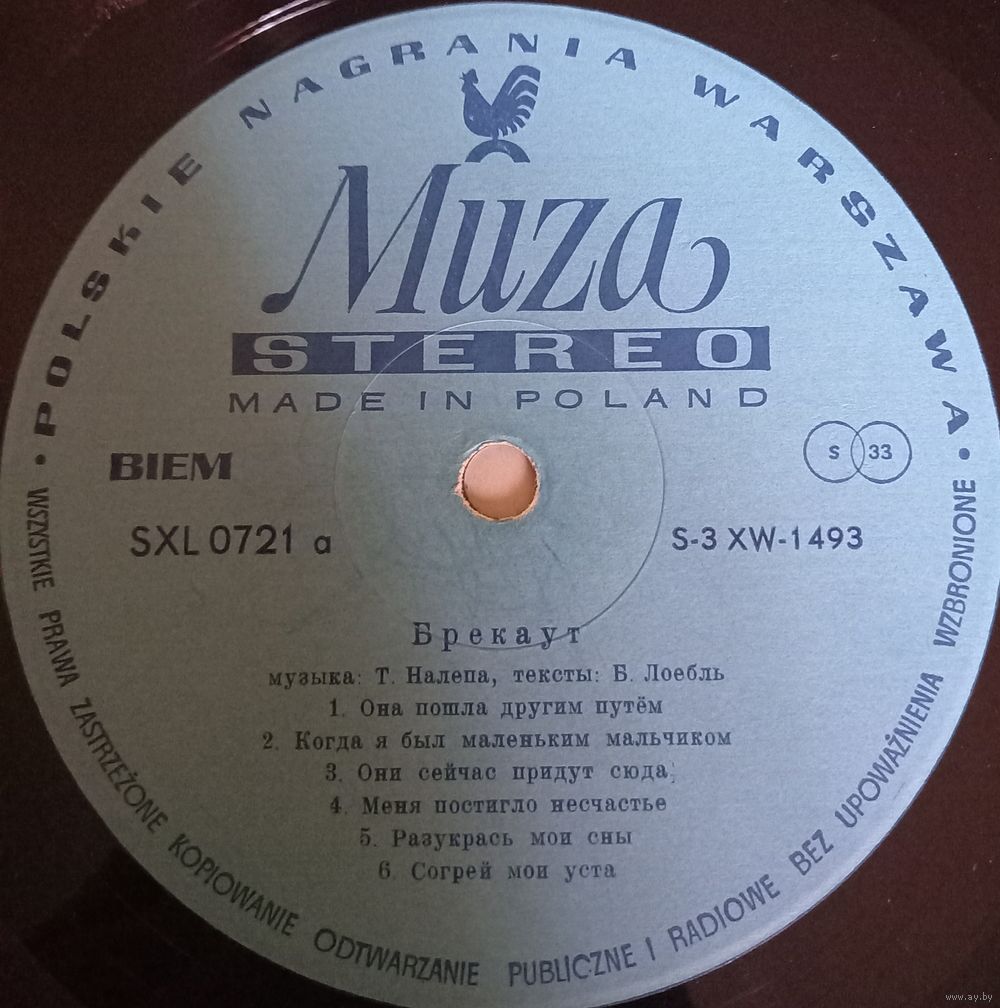 • POLSKIE NAGRANIA WARSZAWA •
Muza
STEREO
MADE IN POLAND
BIEM
S 33
SXL 0721 a
S-3 XW-1493
Брекаут
музыка: Т. Налепа, тексты: Б. Лоебль
1. Она пошла другим путём
2. Когда я был маленьким мальчиком
3. Они сейчас придут сюда
4. Меня постигло несчастье
5. Разукрась мои сны
6. Согрей мои уста
WSZYSTKIE PRAWA ZASTRZEŻONE KOPIOWANIE ODTWARZANIE PUBLICZNE I RADIOWE BEZ UPOWAŻNIENIA WZBRONIONE
www.ay.by